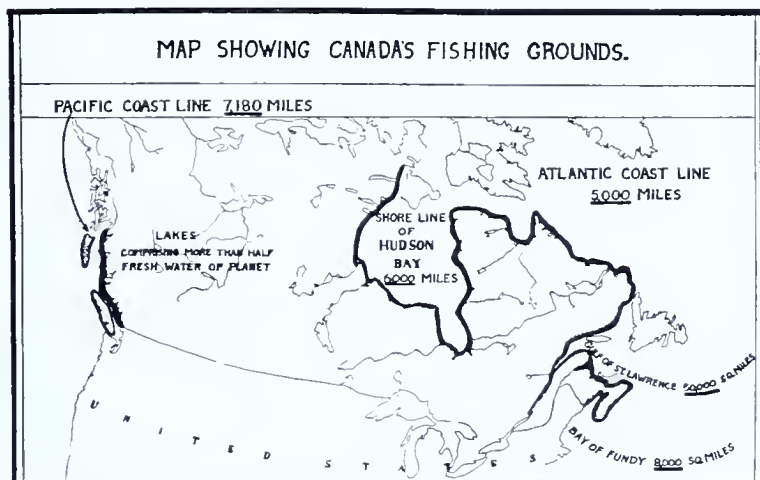 MAP SHOWING CANADA'S FISHING GROUNDS.
PACIFIC COAST LINE 7,180 MILES
ATLANTIC COAST LINE
5,000 MILES
LAKES
COMPRISING MORE THAN HALF
FRESH WATER OF PLANET
SHORE LINE
OF
HUDSON
BAY
6,000 MILES
GULF OF ST. LAWRENCE SQ. MILES
BAY OF FUNDY 8,000 SQ. MILES
UNITED STATES